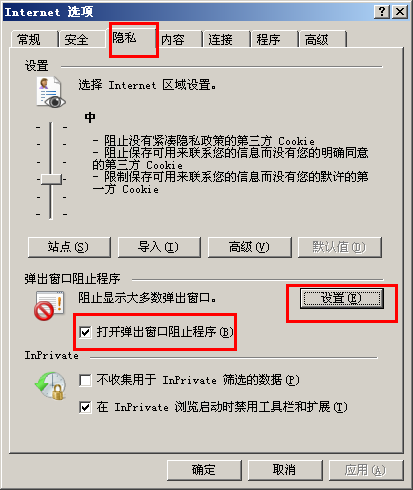 Internet 选项
常规 安全 隐私 内容 连接 程序 高级
设置
选择 Internet 区域设置。
中
- 阻止没有紧凑隐私政策的第三方 Cookie
- 阻止保存可用来联系您的信息而没有您的明确同意
的第三方 Cookie
- 限制保存可用来联系您的信息而没有您的默许的第
一方 Cookie
站点(S) 导入(I) 高级(V) 默认值(D)
弹出窗口阻止程序
阻止显示大多数弹出窗口。 设置(E)
打开弹出窗口阻止程序(B)
InPrivate
不收集用于 InPrivate 筛选的数据(P)
在 InPrivate 浏览启动时禁用工具栏和扩展(T)
确定 取消 应用(A)